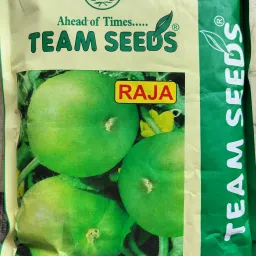 Ahead of Times.....
TEAM SEEDS®
RAJA
TEAM SEEDS®